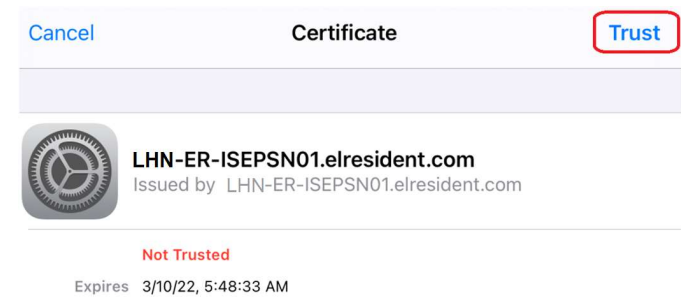 Cancel Certificate Trust
LHN-ER-ISEPSN01.elresident.com
Issued by LHN-ER-ISEPSN01.elresident.com
Not Trusted
Expires 3/10/22, 5:48:33 AM